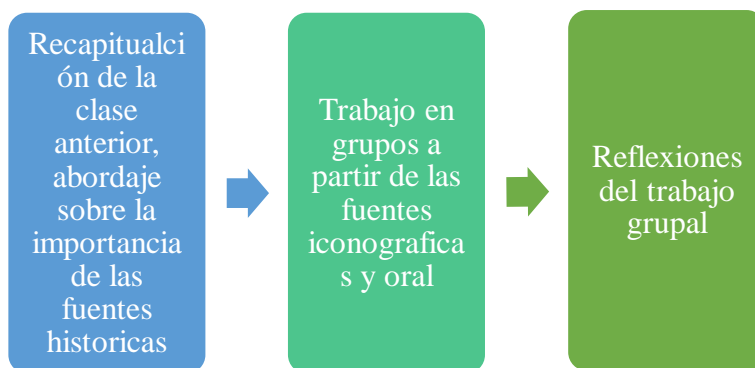 Recapitualci
ón de la
clase
anterior,
abordaje
sobre la
importancia
de las
fuentes
historicas
Trabajo en
grupos a
partir de las
fuentes
iconografica
s y oral
Reflexiones
del trabajo
grupal